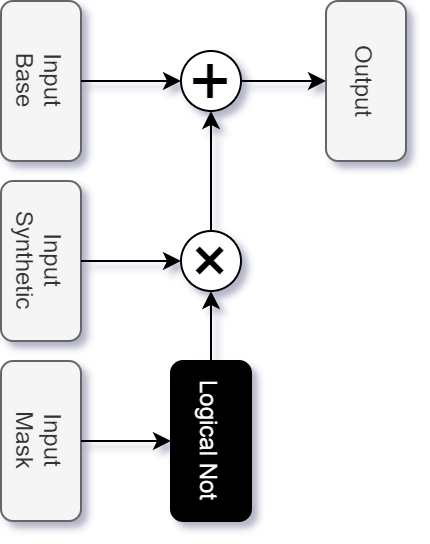 Input
Base
Output
Input
Synthetic
Input
Mask
Logical Not